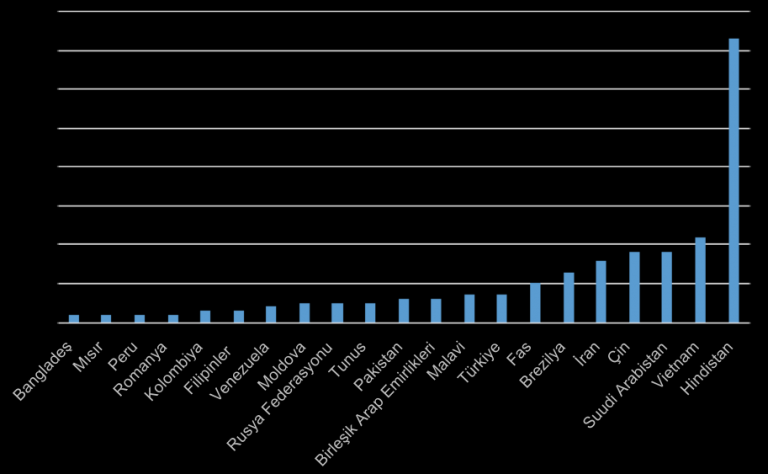 Bangladeş
Mısır
Peru
Romanya
Kolombiya
Filipinler
Venezuela
Moldova
Rusya Federasyonu
Tunus
Pakistan
Birleşik Arap Emirlikleri
Malavi
Türkiye
Fas
Brezilya
İran
Çin
Suudi Arabistan
Vietnam
Hindistan